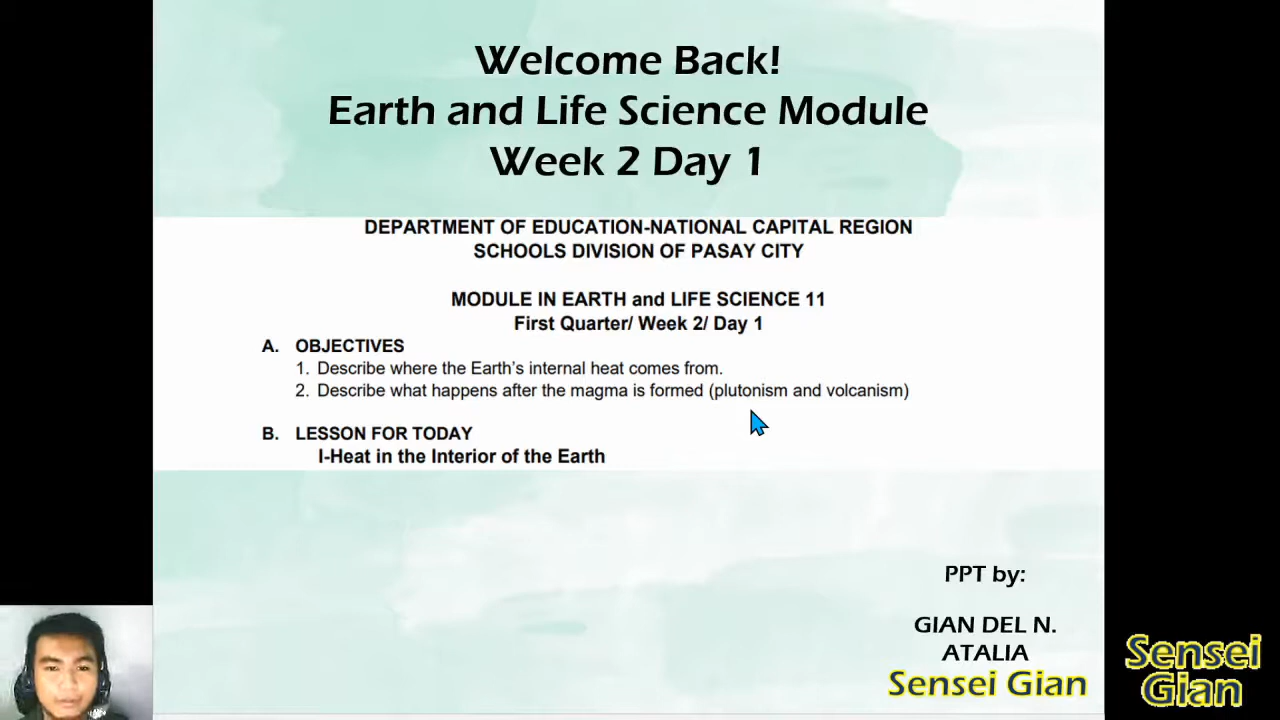 Welcome Back!
Earth and Life Science Module
Week 2 Day 1
DEPARTMENT OF EDUCATION-NATIONAL CAPITAL REGION
SCHOOLS DIVISION OF PASAY CITY
MODULE IN EARTH and LIFE SCIENCE 11
First Quarter/ Week 2/ Day 1
A. OBJECTIVES
1. Describe where the Earth's internal heat comes from.
2. Describe what happens after the magma is formed (plutonism and volcanism)
B. LESSON FOR TODAY
I-Heat in the Interior of the Earth
PPT by:
GIAN DEL N.
ATALIA
Sensei Gian
Sensei
Gian